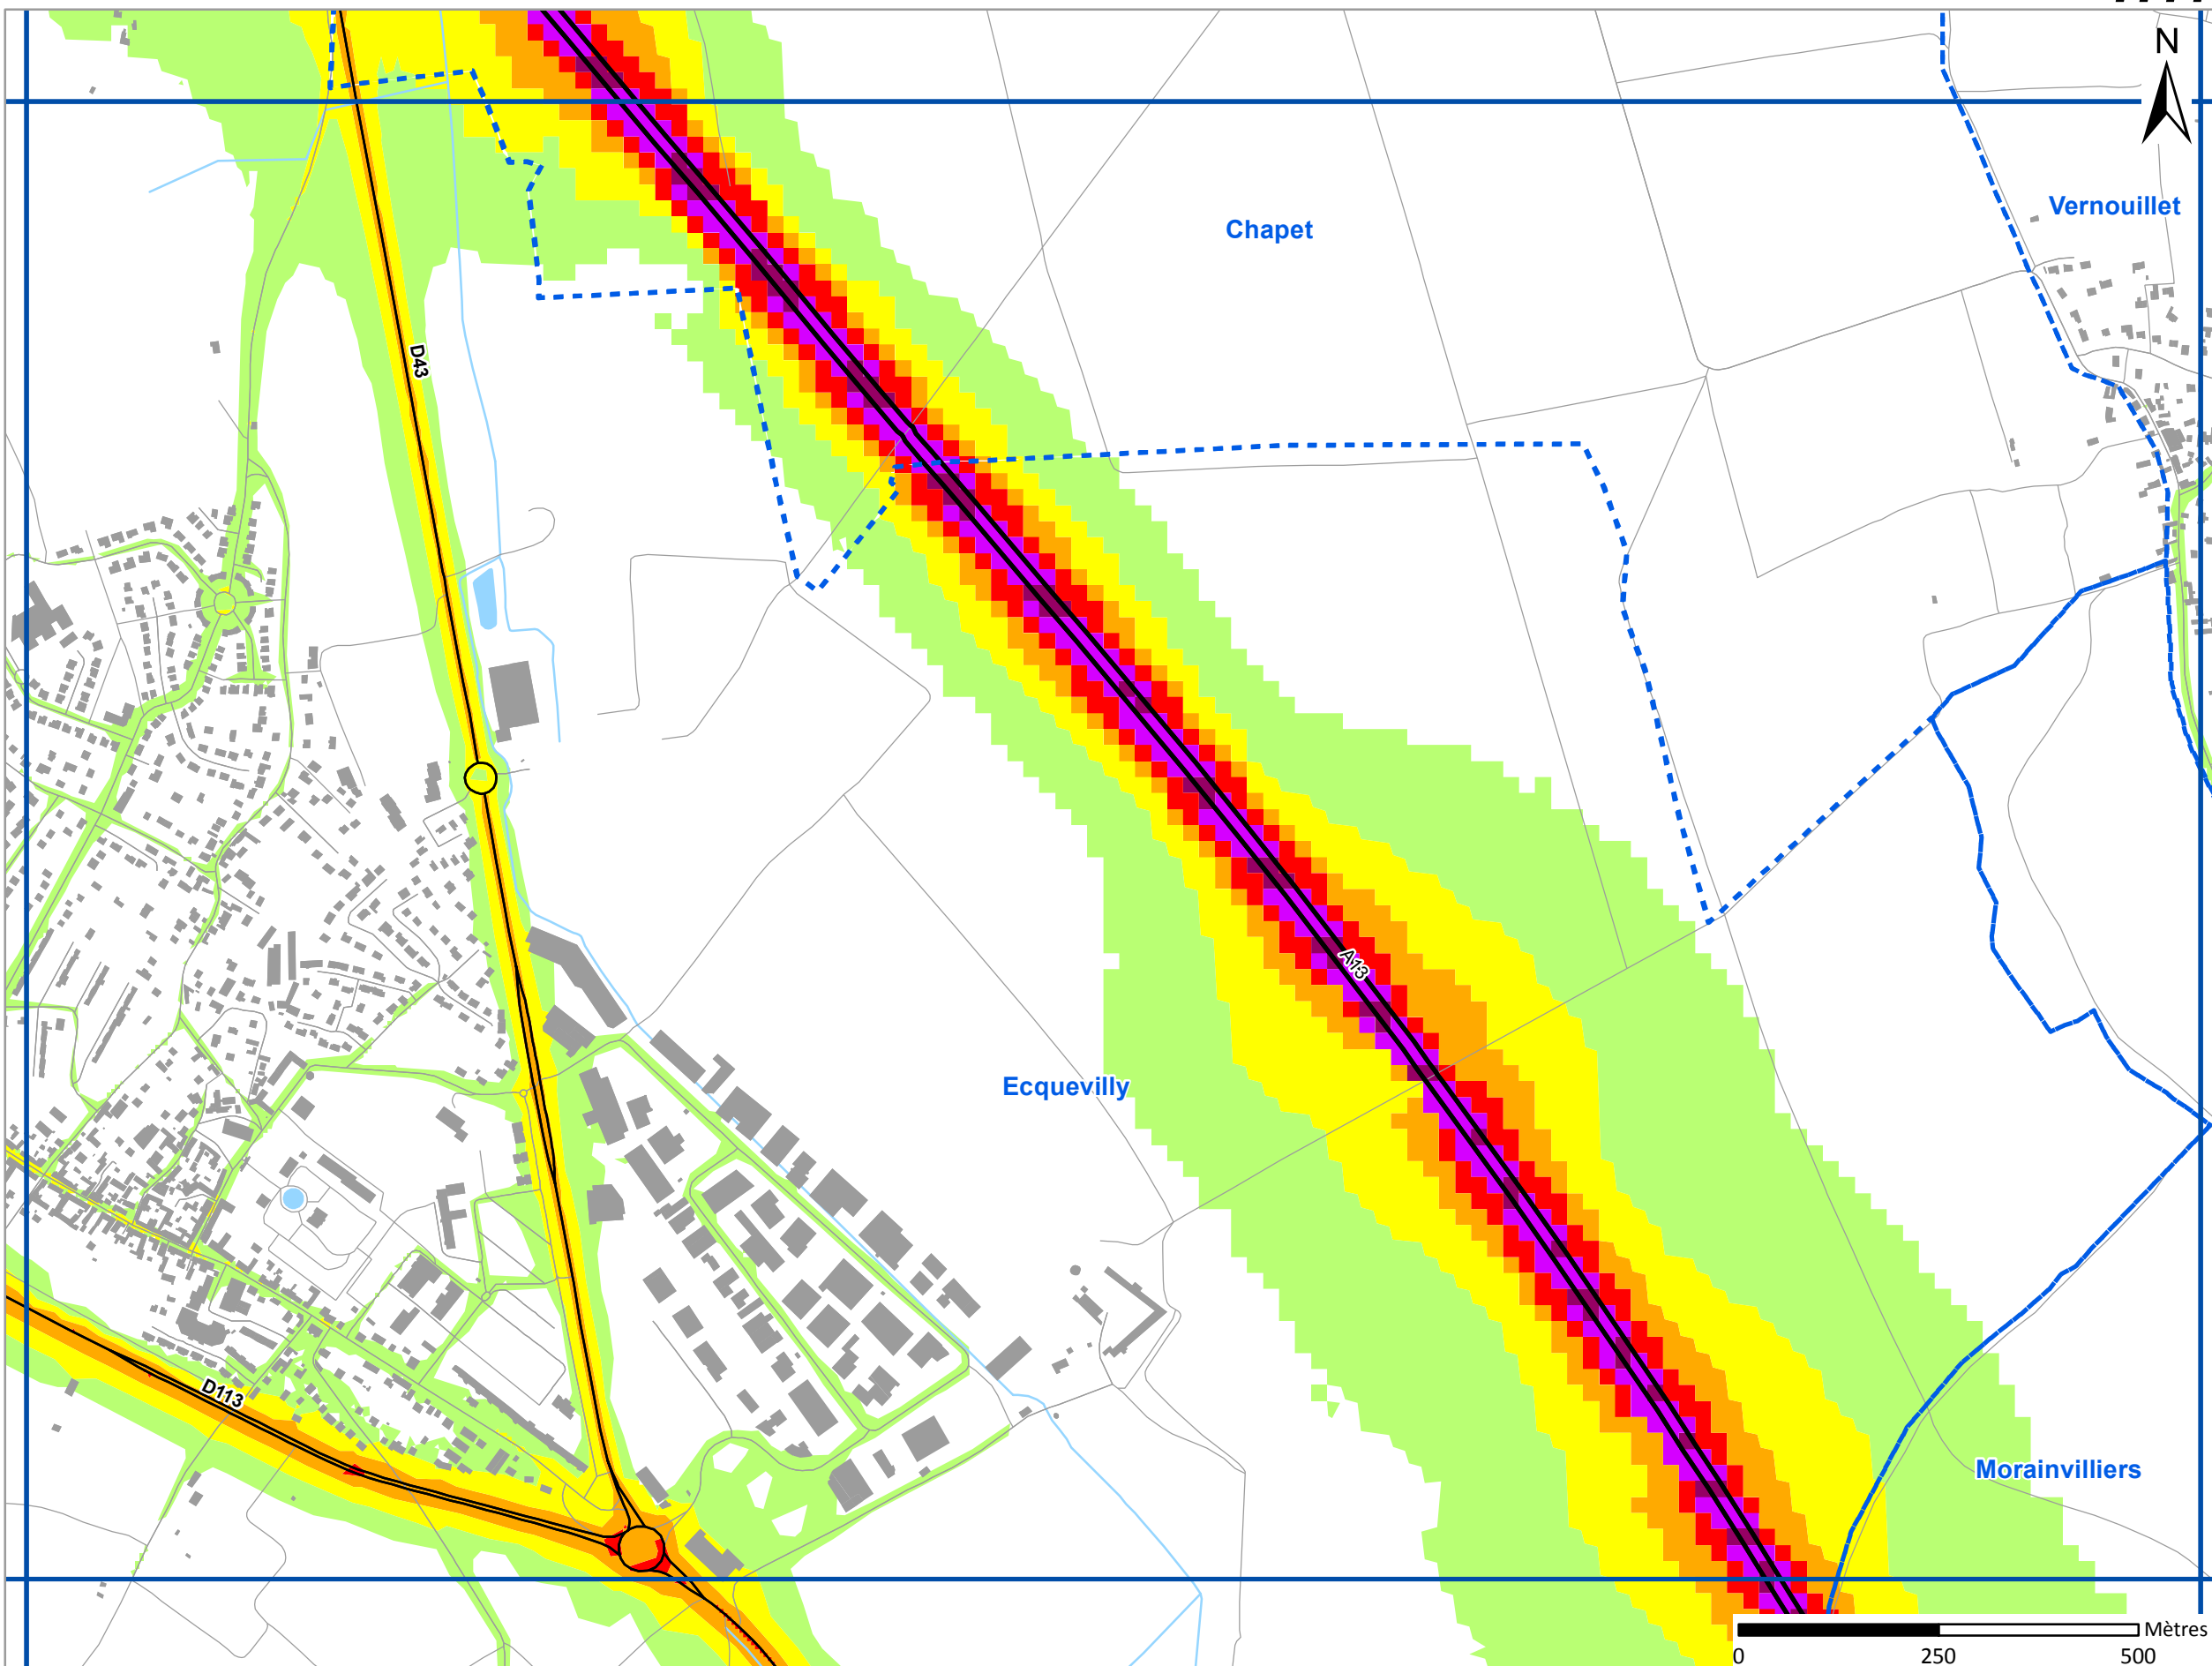 N
Vernouillet
Chapet
D43
A13
Ecquevilly
D113
Morainvilliers
Mètres
0 250 500